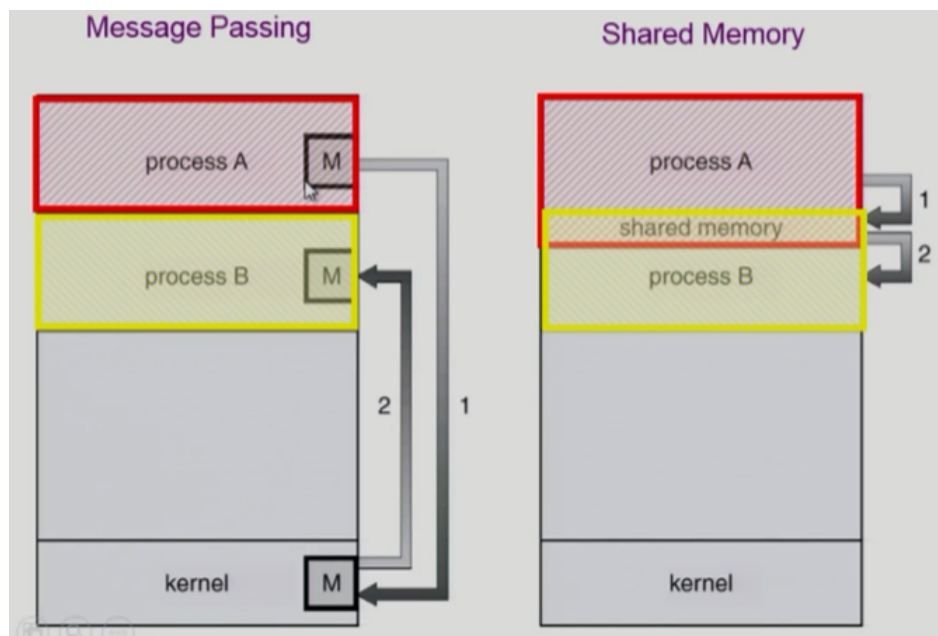 Message Passing
process A
M
process B
M
2
1
kernel
M
Shared Memory
process A
1
shared memory
2
process B
kernel